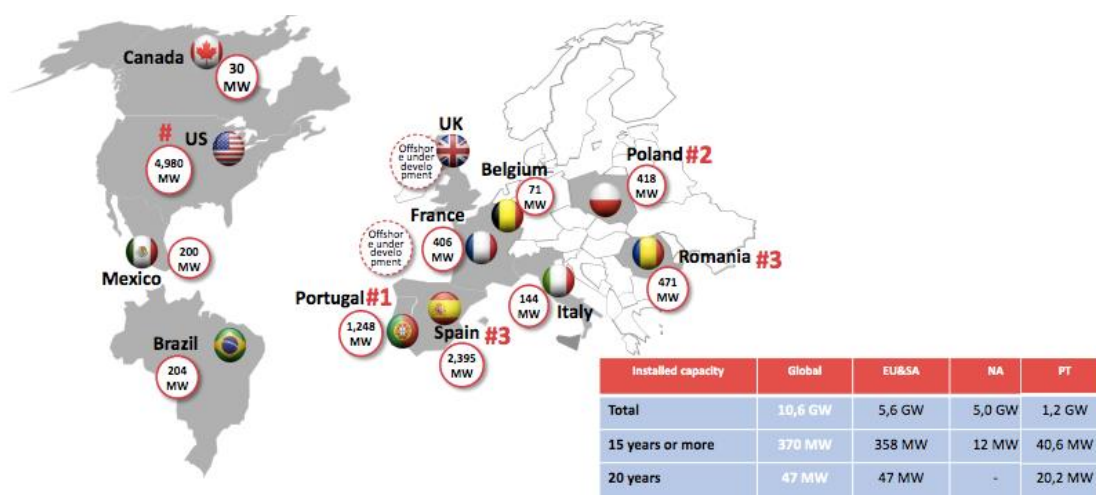 Canada
30
MW
#
US
4,980
MW
200
MW
Mexico
Brazil
204
MW
UK
Offshor
e under
develo
pment
Belgium
71
MW
Poland #2
418
MW
France
406
MW
Offshor
e under
develo
pment
Romania #3
471
MW
Portugal #1
1,248
MW
Spain #3
2,395
MW
144
MW
Italy
Installed capacity Global EU&SA NA PT
Total 10,6 GW 5,6 GW 5,0 GW 1,2 GW
15 years or more 370 MW 358 MW 12 MW 40,6 MW
20 years 47 MW 47 MW - 20,2 MW